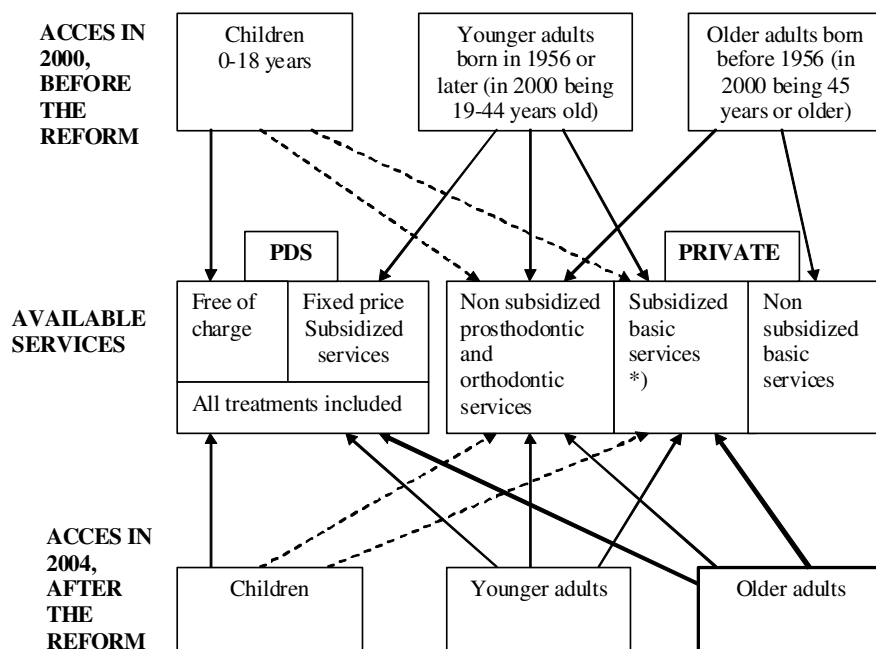 ACCES IN
2000,
BEFORE
THE
REFORM
Children
0-18 years
Younger adults
born in 1956 or
later (in 2000 being
19-44 years old)
Older adults born
before 1956 (in
2000 being 45
years or older)
PDS
PRIVATE
AVAILABLE
SERVICES
Free of
charge
Fixed price
Subsidized
services
All treatments included
Non subsidized
prosthodontic
and
orthodontic
services
Subsidized
basic
services
*)
Non
subsidized
basic
services
ACCES IN
2004,
AFTER
THE
REFORM
Children
Younger adults
Older adults